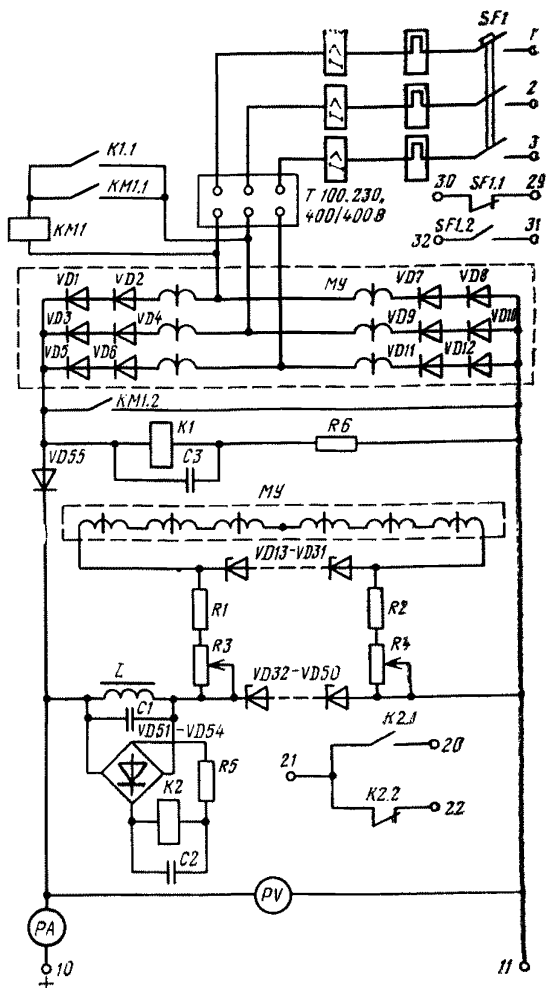 SF1
1
2
3
K1.1
KM1.1
KM1
T 100.230,
400/400 В
30 SF1.1 29
32 SF1.2 31
VD1 VD2 МУ VD7 VD8
VD3 VD4 VD9 VD10
VD5 VD6 VD11 VD12
KM1.2
K1 R6
VD55 C3
МУ
VD13-VD31
R1 R2
R3 R4
VD32-VD50
L
C1
VD51-VD54
K2.1
21 20
R5
K2
K2.2
22
C2
PV
PA
10 11
+